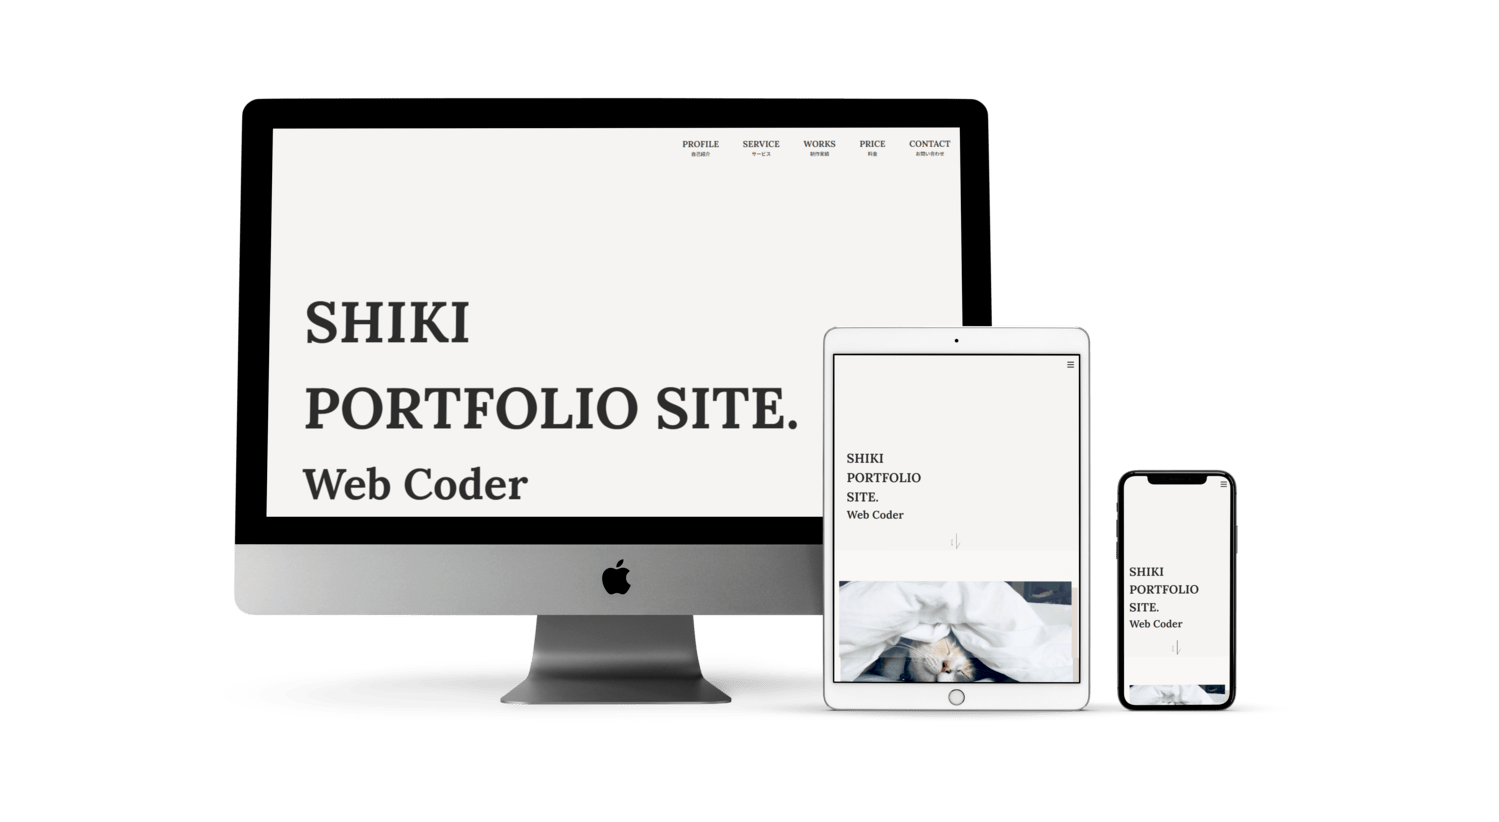 PROFILE SERVICE WORKS PRICE CONTACT
自己紹介 サービス 制作実績 料金 お問い合わせ
SHIKI
PORTFOLIO SITE.
Web Coder
SHIKI
PORTFOLIO
SITE.
Web Coder
SHIKI
PORTFOLIO
SITE.
Web Coder